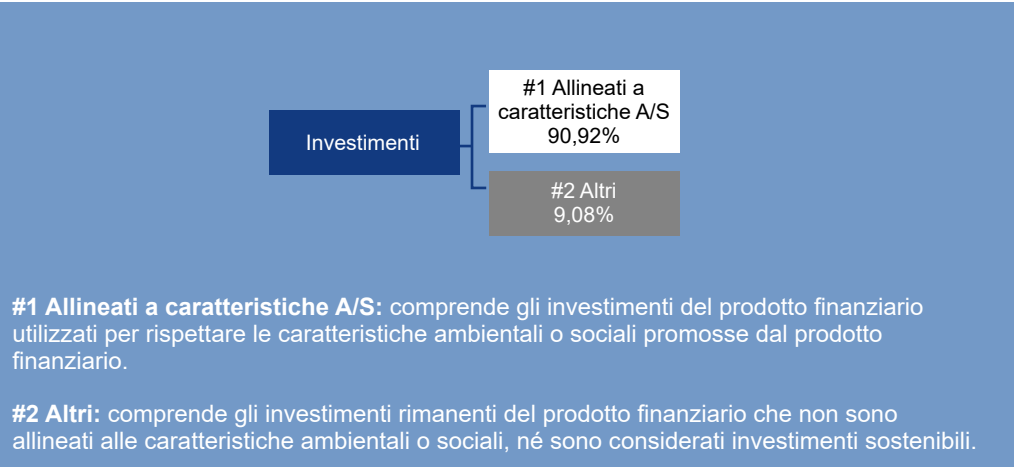 #1 Allineati a
caratteristiche A/S
90,92%
Investimenti
#2 Altri
9,08%
#1 Allineati a caratteristiche A/S: comprende gli investimenti del prodotto finanziario
utilizzati per rispettare le caratteristiche ambientali o sociali promosse dal prodotto
finanziario.
#2 Altri: comprende gli investimenti rimanenti del prodotto finanziario che non sono
allineati alle caratteristiche ambientali o sociali, né sono considerati investimenti sostenibili.